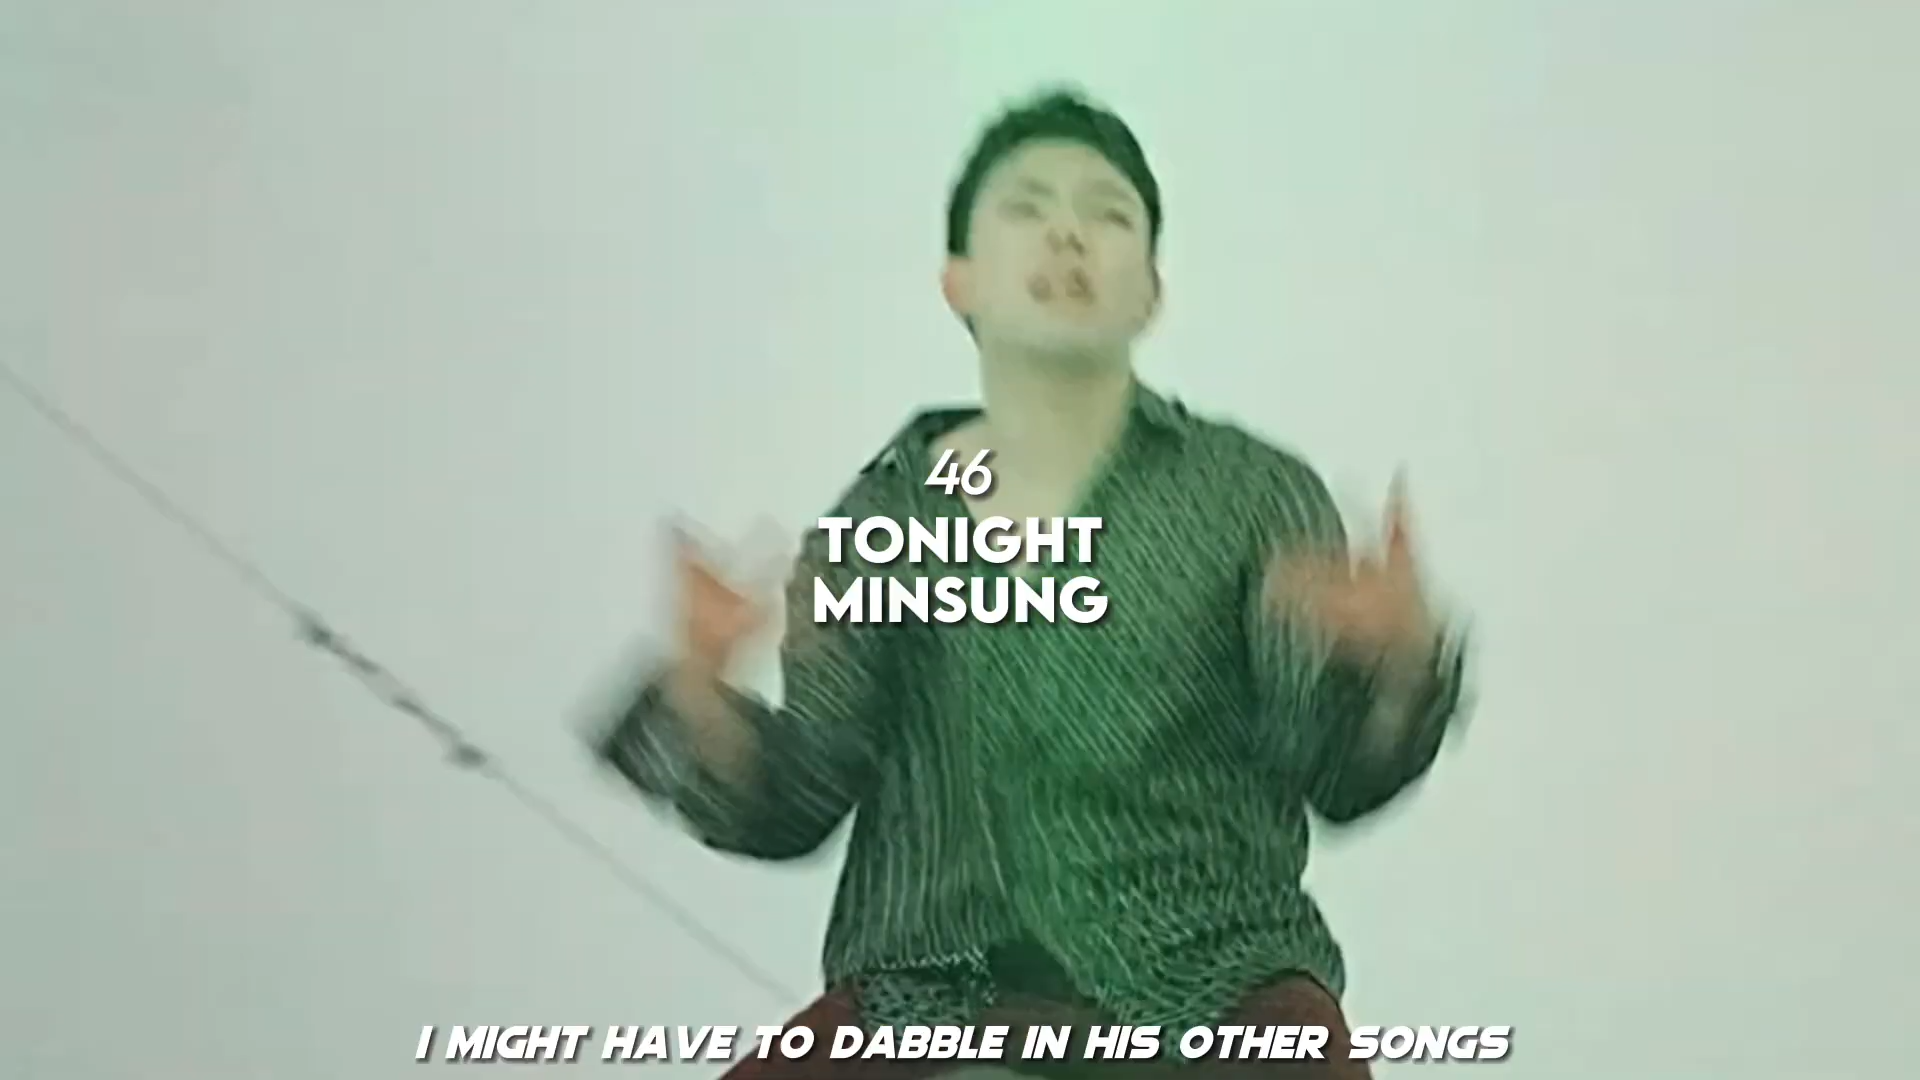 46
TONIGHT
MINSUNG
I MIGHT HAVE TO DABBLE IN HIS OTHER SONGS